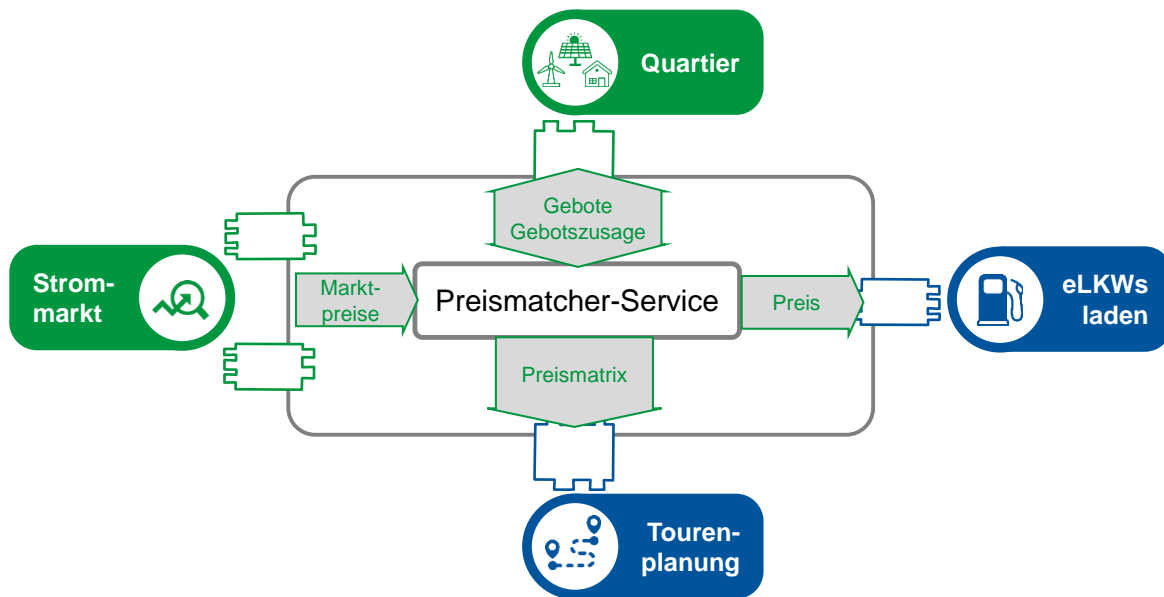 Quartier
Gebote
Gebotszusage
Strom-
markt
Markt-
preise
Preismatcher-Service
Preis
eLKWs
laden
Preismatrix
Touren-
planung